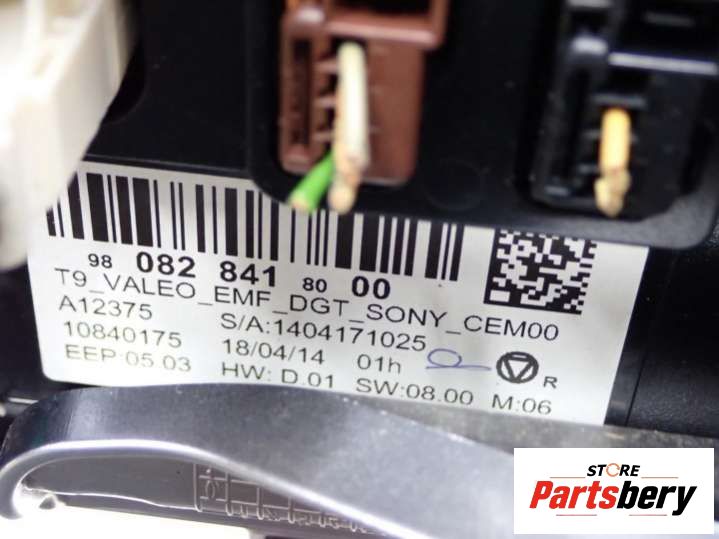 98 082 841 80 00
T9_VALEO_EMF_DGT_SONY_CEM00
A12375 S/A:1404171025
10840175 18/04/14 01h
EEP:05.03 HW: D.01 SW:08.00 M:06
R
STORE
Partsbery